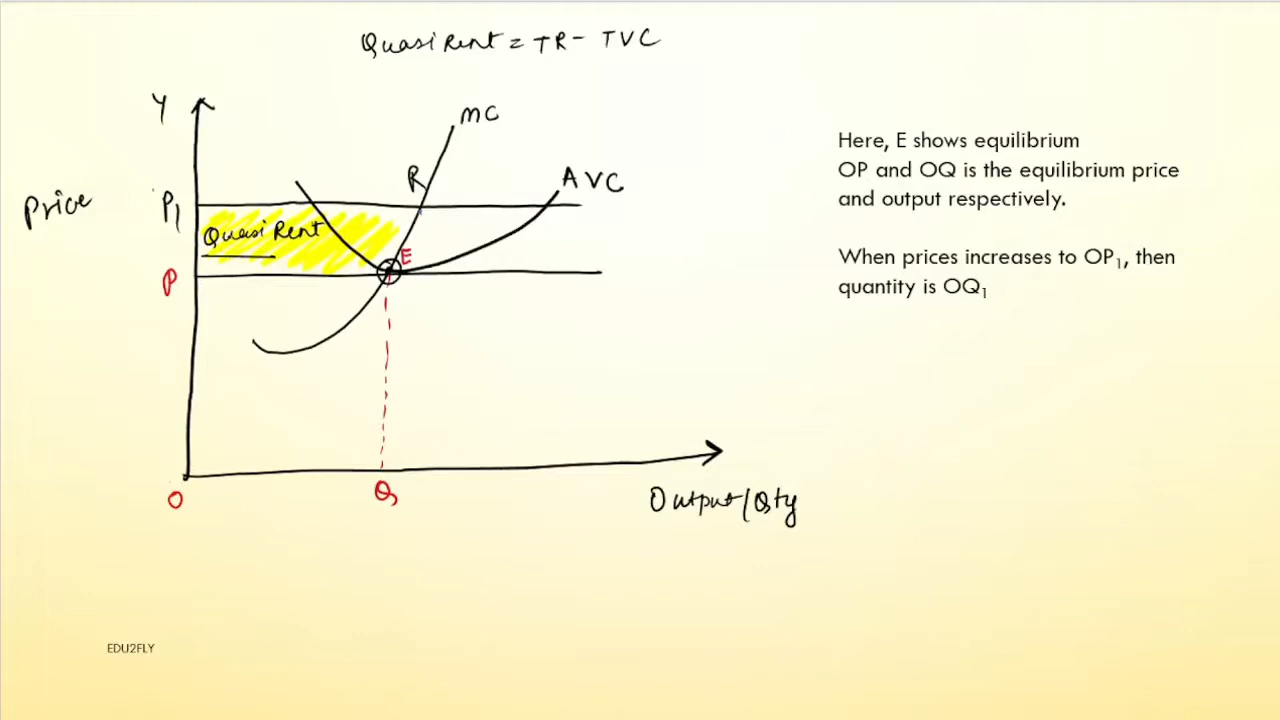 Quasi Rent = TR - TVC
Y
MC
R
AVC
Price
P1
Quasi Rent
E
P
O
Q
Output/Qty
Here, E shows equilibrium
OP and OQ is the equilibrium price
and output respectively.
When prices increases to OP₁, then
quantity is OQ₁
EDU2FLY